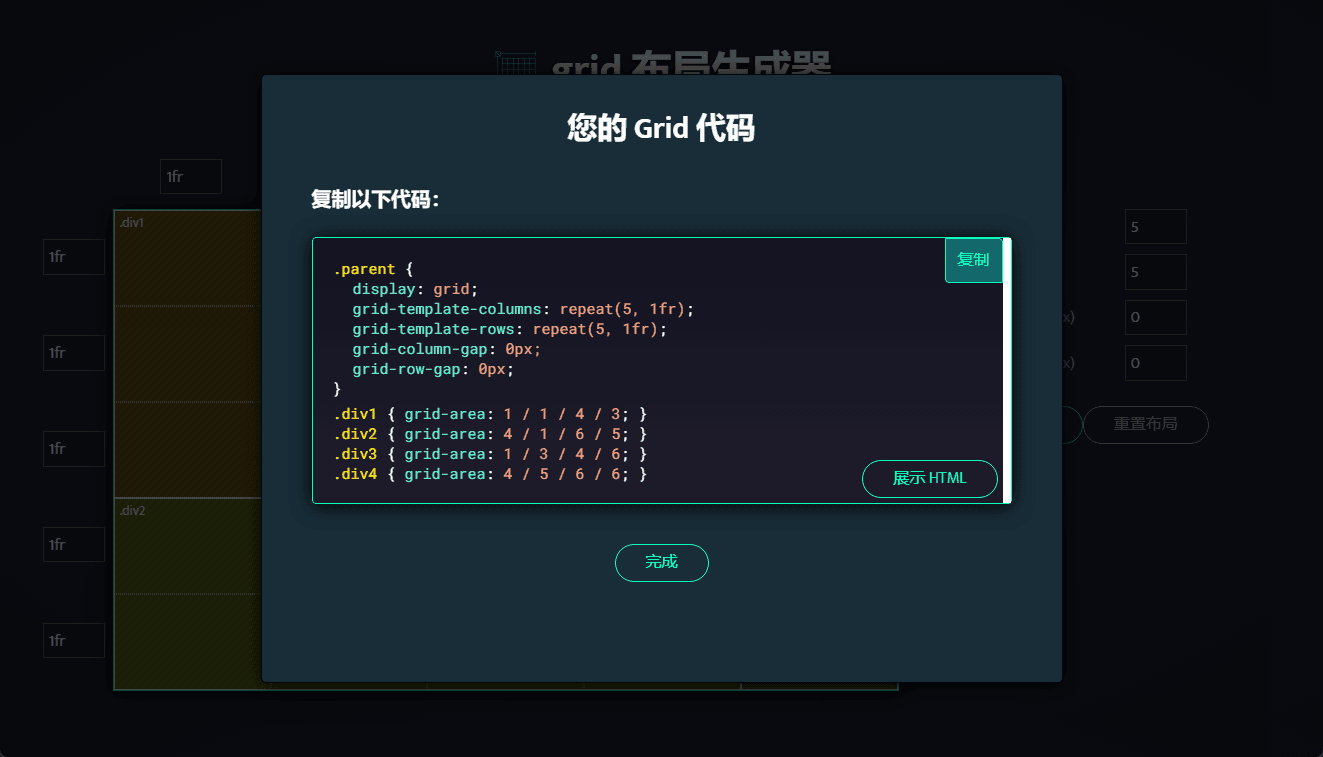 grid 布局生成器
您的 Grid 代码
复制以下代码：
复制
.parent {
display: grid;
grid-template-columns: repeat(5, 1fr);
grid-template-rows: repeat(5, 1fr);
grid-column-gap: 0px;
grid-row-gap: 0px;
}
.div1 { grid-area: 1 / 1 / 4 / 3; }
.div2 { grid-area: 4 / 1 / 6 / 5; }
.div3 { grid-area: 1 / 3 / 4 / 6; }
.div4 { grid-area: 4 / 5 / 6 / 6; }
展示 HTML
完成
1fr
.div1
1fr
1fr
1fr
.div2
1fr
1fr
5
5
x)
0
x)
0
重置布局